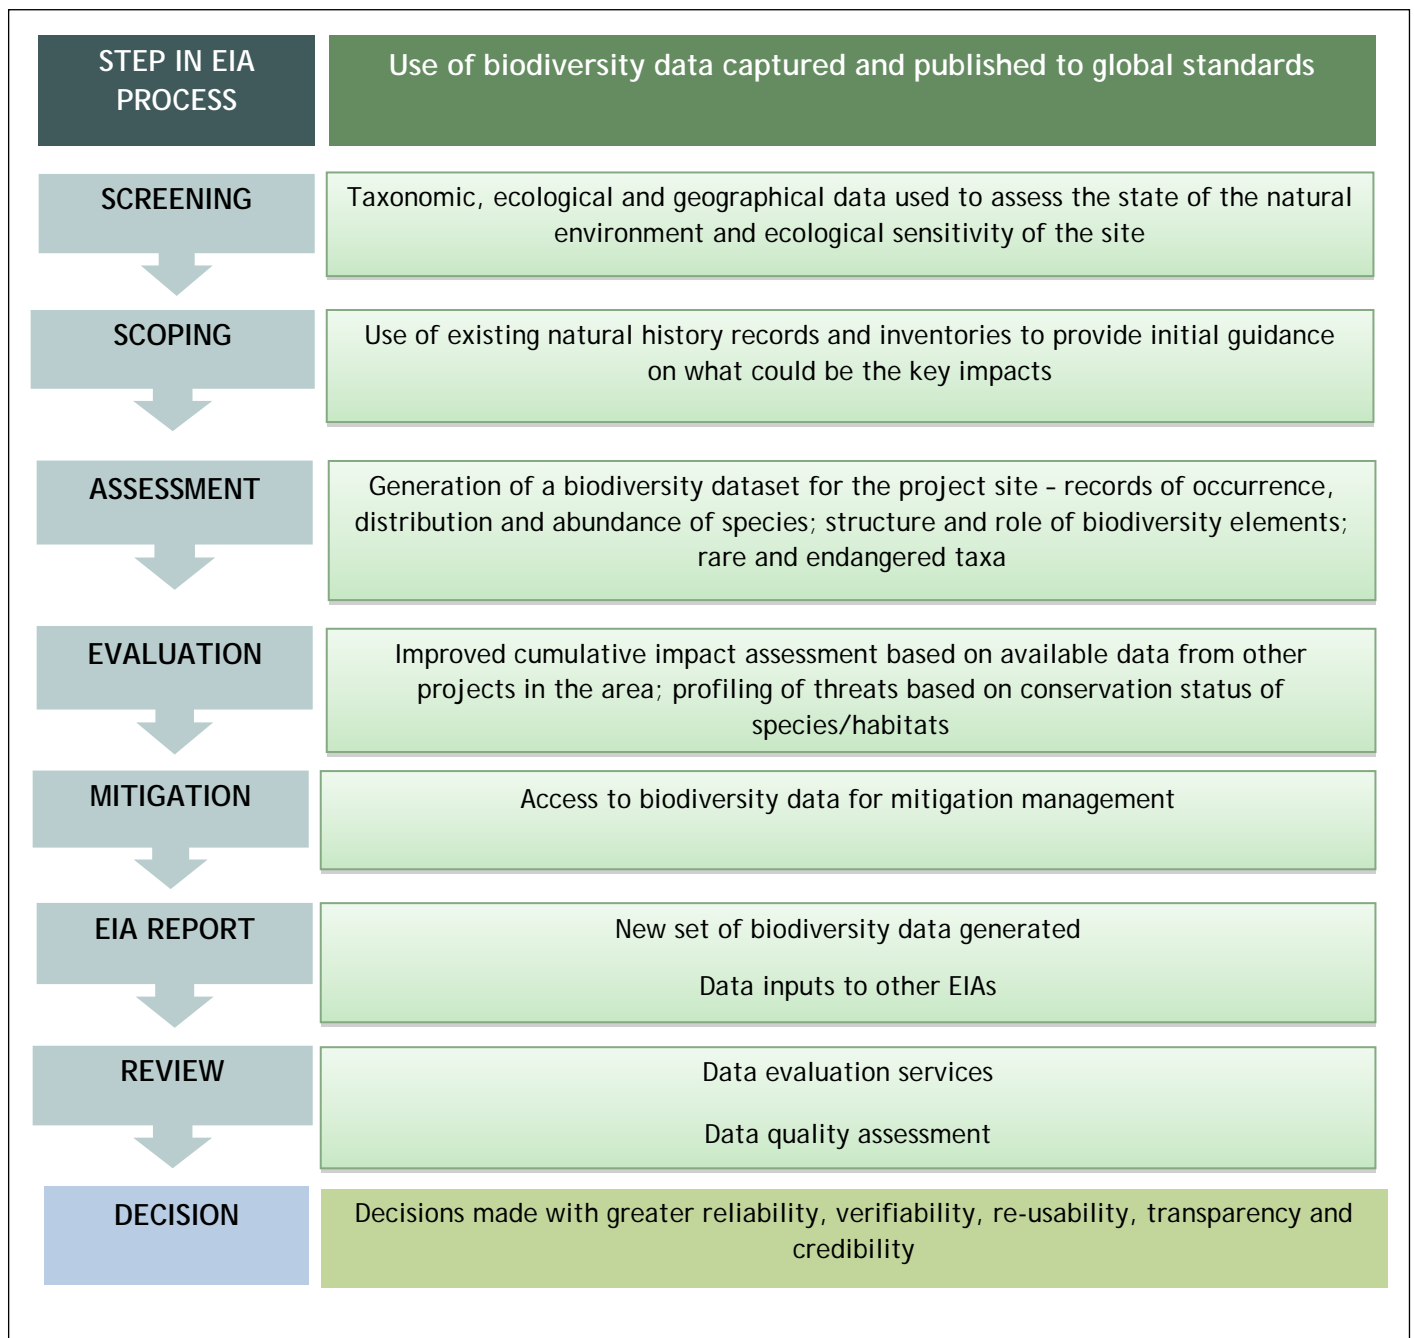 STEP IN EIA
PROCESS
Use of biodiversity data captured and published to global standards
SCREENING
Taxonomic, ecological and geographical data used to assess the state of the natural
environment and ecological sensitivity of the site
SCOPING
Use of existing natural history records and inventories to provide initial guidance
on what could be the key impacts
ASSESSMENT
Generation of a biodiversity dataset for the project site – records of occurrence,
distribution and abundance of species; structure and role of biodiversity elements;
rare and endangered taxa
EVALUATION
Improved cumulative impact assessment based on available data from other
projects in the area; profiling of threats based on conservation status of
species/habitats
MITIGATION
Access to biodiversity data for mitigation management
EIA REPORT
New set of biodiversity data generated
Data inputs to other EIAs
REVIEW
Data evaluation services
Data quality assessment
DECISION
Decisions made with greater reliability, verifiability, re-usability, transparency and
credibility